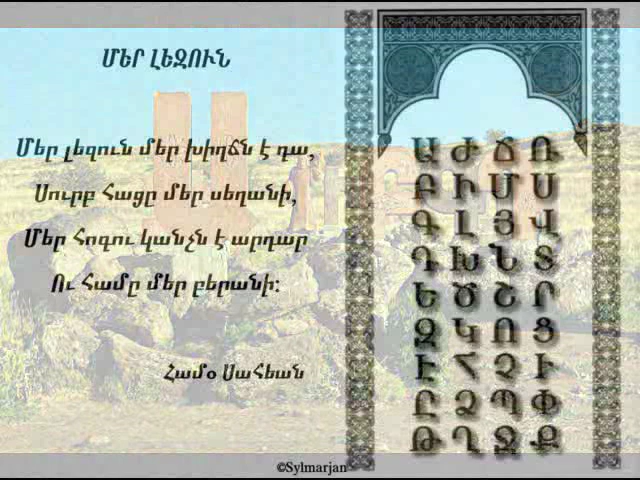 ՄԵՐ ԼԵԶՈՒՆ
Մեր լեզուն մեր խիղճն է դա,
Սուրբ հացը մեր սեղանի,
Մեր հոգու կանչն է արդար
Ու համը մեր բերանի:
Համօ Սահեան
Ա Ժ Ճ Ռ
Բ Ի Մ Ս
Գ Լ Յ Վ
Դ Խ Ն Տ
Ե Ծ Շ Ր
Զ Կ Ո Ց
Է Հ Չ Ւ
Ը Ձ Պ Փ
Թ Ղ Ջ Ք
©Sylmarjan